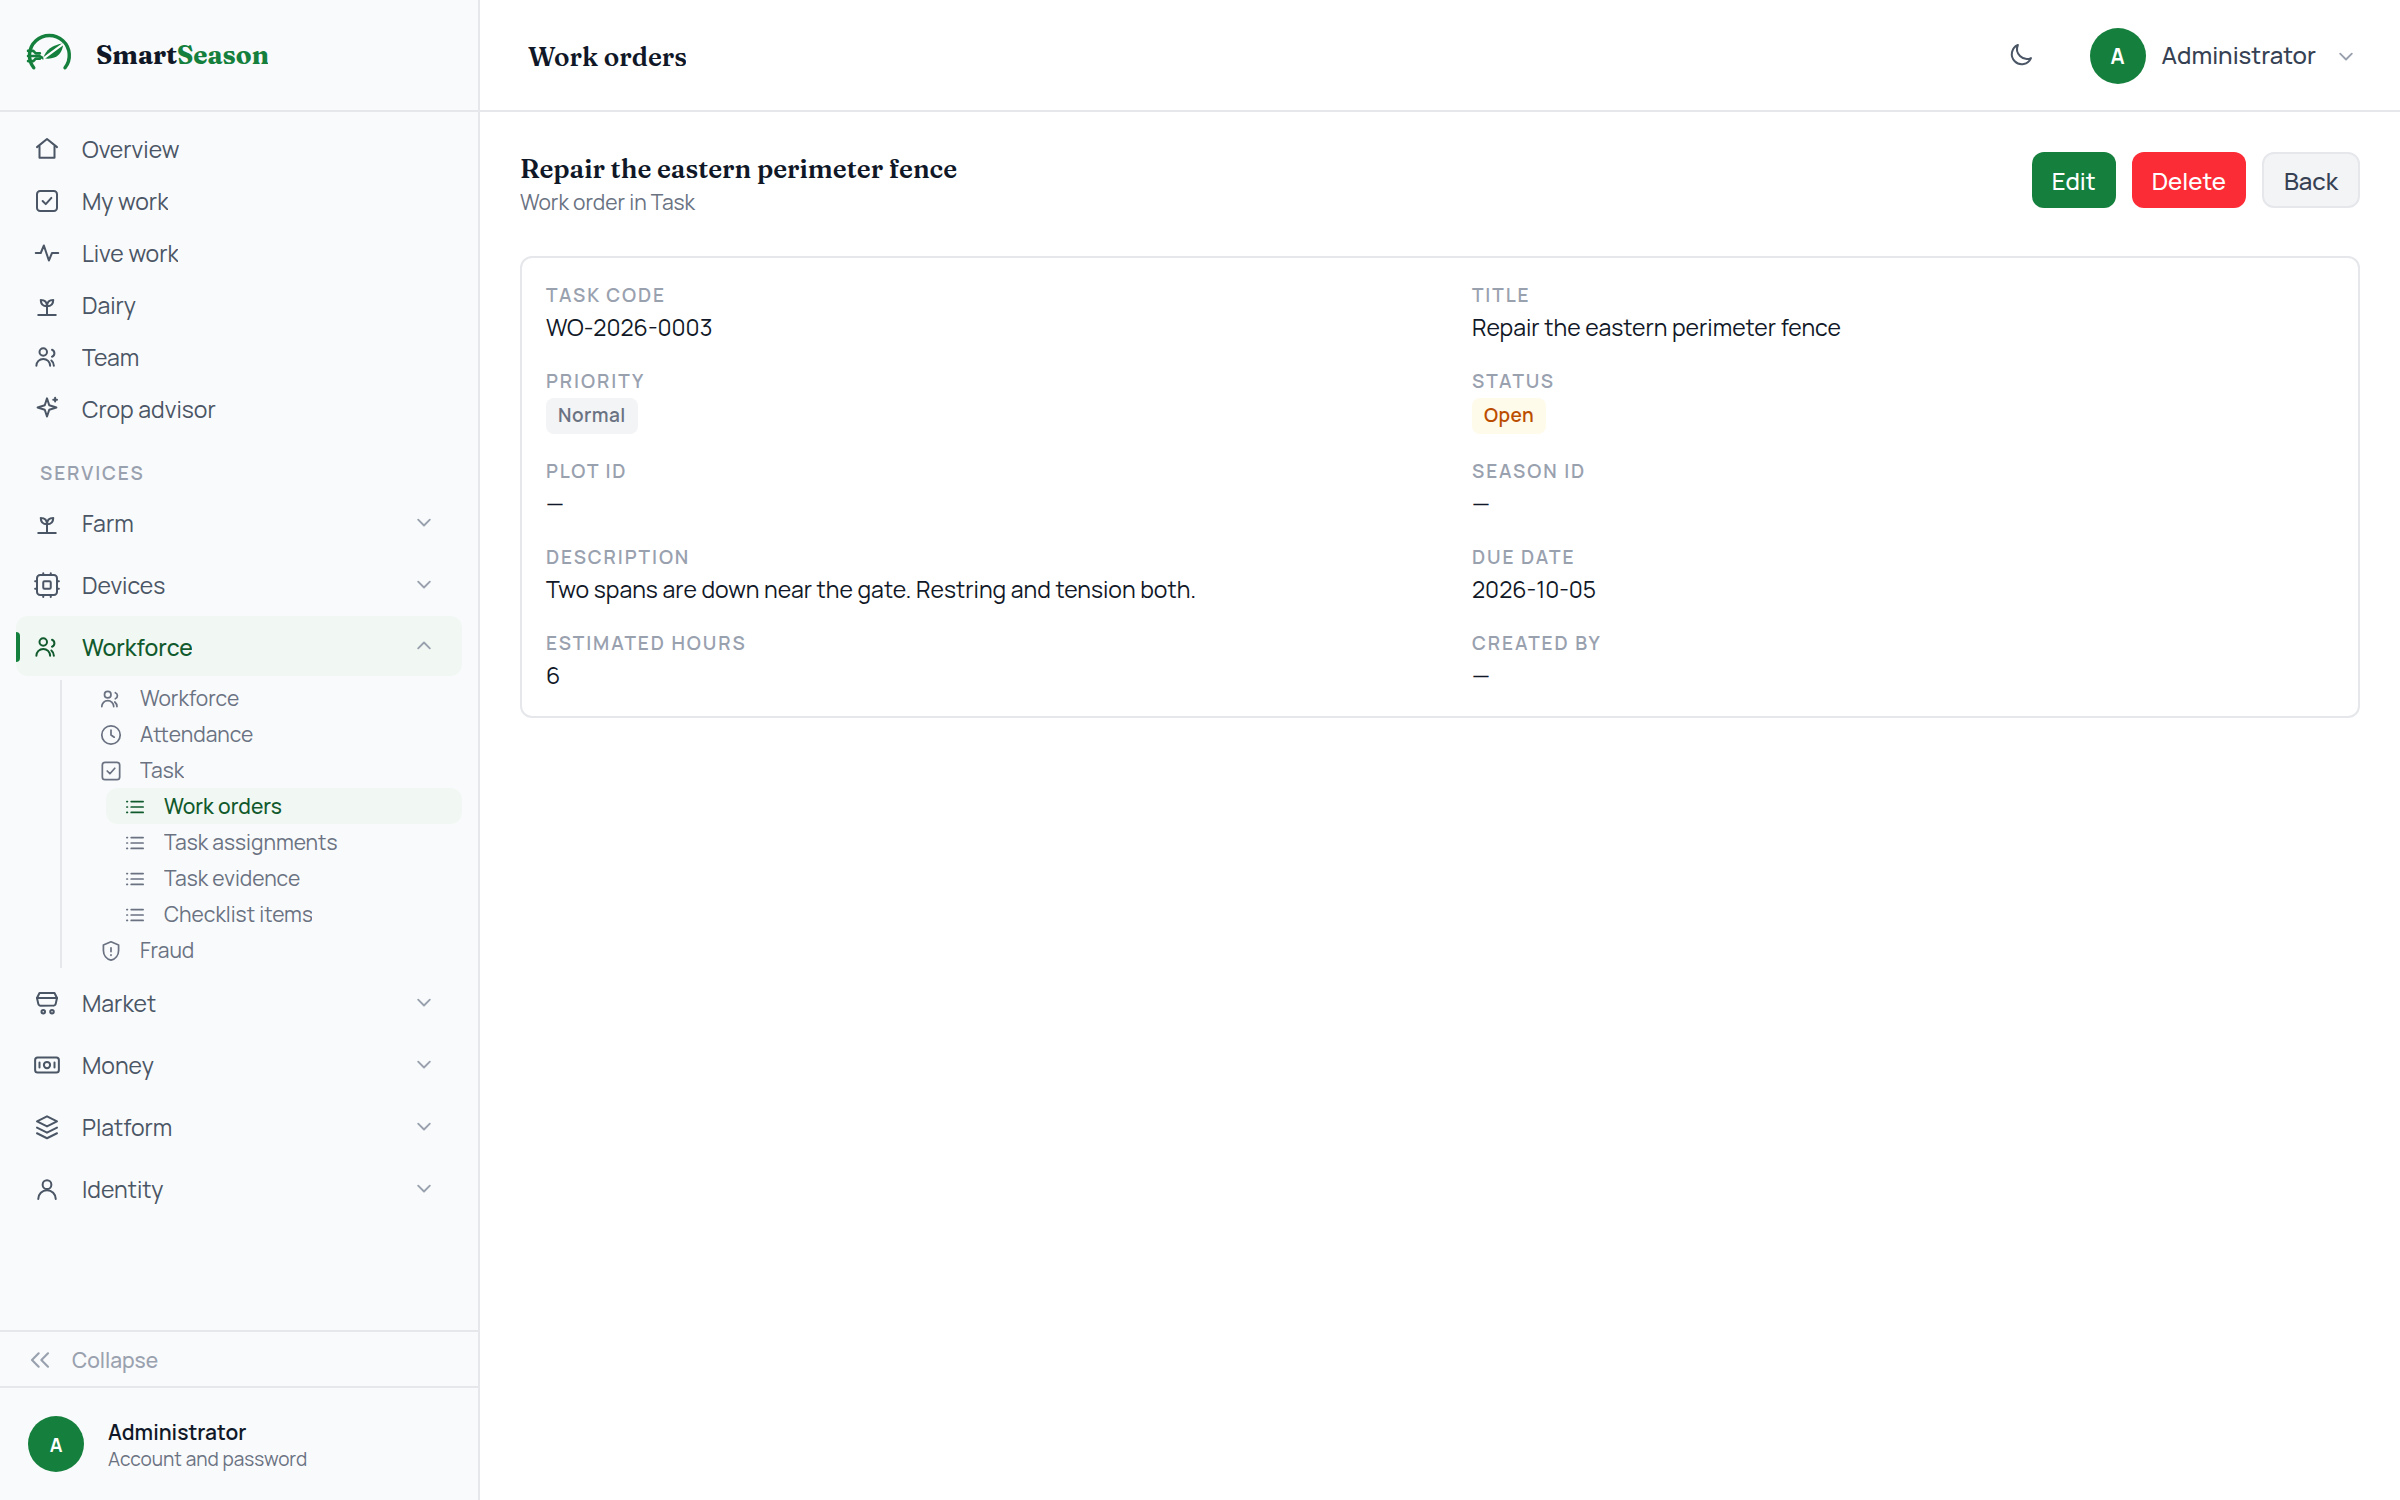 SmartSeason
Work orders
A
Administrator
Overview
My work
Live work
Dairy
Team
Crop advisor
SERVICES
Farm
Devices
Workforce
Workforce
Attendance
Task
Work orders
Task assignments
Task evidence
Checklist items
Fraud
Market
Money
Platform
Identity
Collapse
A
Administrator
Account and password
Repair the eastern perimeter fence
Work order in Task
Edit
Delete
Back
TASK CODE
WO-2026-0003
TITLE
Repair the eastern perimeter fence
PRIORITY
Normal
STATUS
Open
PLOT ID
—
SEASON ID
—
DESCRIPTION
Two spans are down near the gate. Restring and tension both.
DUE DATE
2026-10-05
ESTIMATED HOURS
6
CREATED BY
—